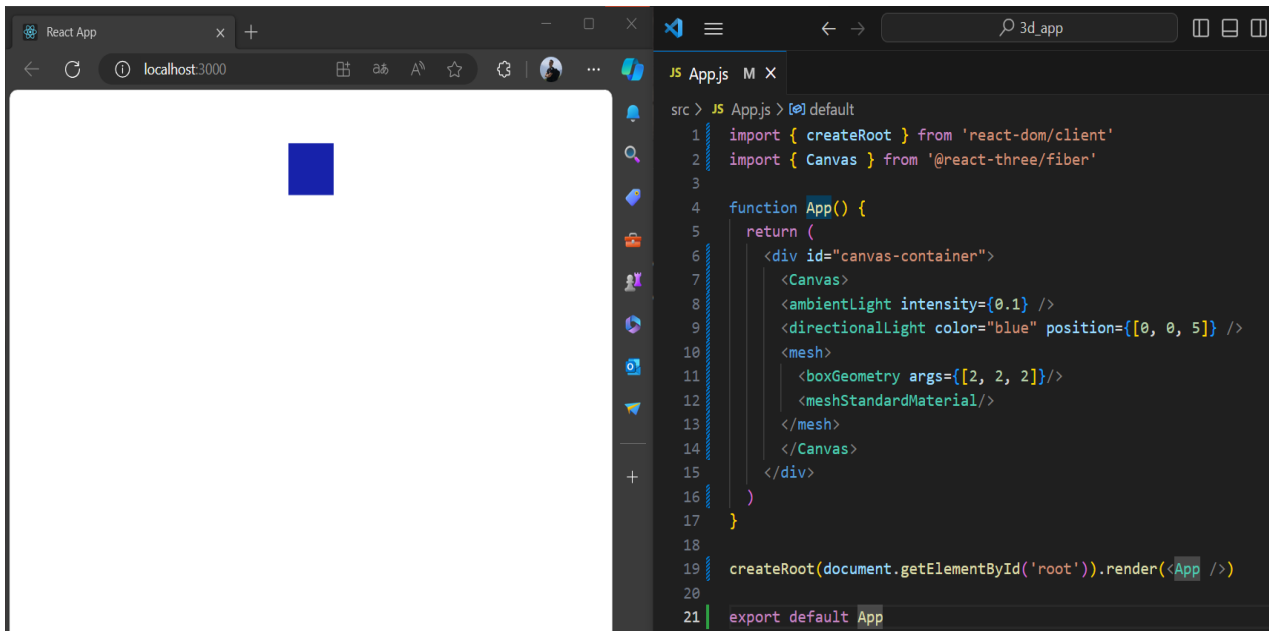 React App
localhost:3000
3d_app
JS App.js M
src > JS App.js > default
1 import { createRoot } from 'react-dom/client'
2 import { Canvas } from '@react-three/fiber'
3
4 function App() {
5 return (
6 <div id="canvas-container">
7 <Canvas>
8 <ambientLight intensity={0.1} />
9 <directionalLight color="blue" position={[0, 0, 5]} />
10 <mesh>
11 <boxGeometry args={[2, 2, 2]}/>
12 <meshStandardMaterial/>
13 </mesh>
14 </Canvas>
15 </div>
16 )
17 }
18
19 createRoot(document.getElementById('root')).render(<App />)
20
21 export default App